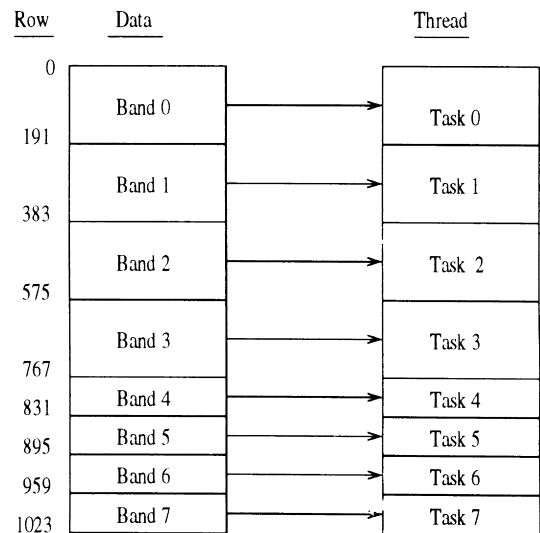 Row Data Thread
0
Band 0 Task 0
191
Band 1 Task 1
383
Band 2 Task 2
575
Band 3 Task 3
767
Band 4 Task 4
831
Band 5 Task 5
895
Band 6 Task 6
959
Band 7 Task 7
1023